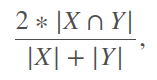 2 ∗ |X ∩ Y|
|X| + |Y| ,